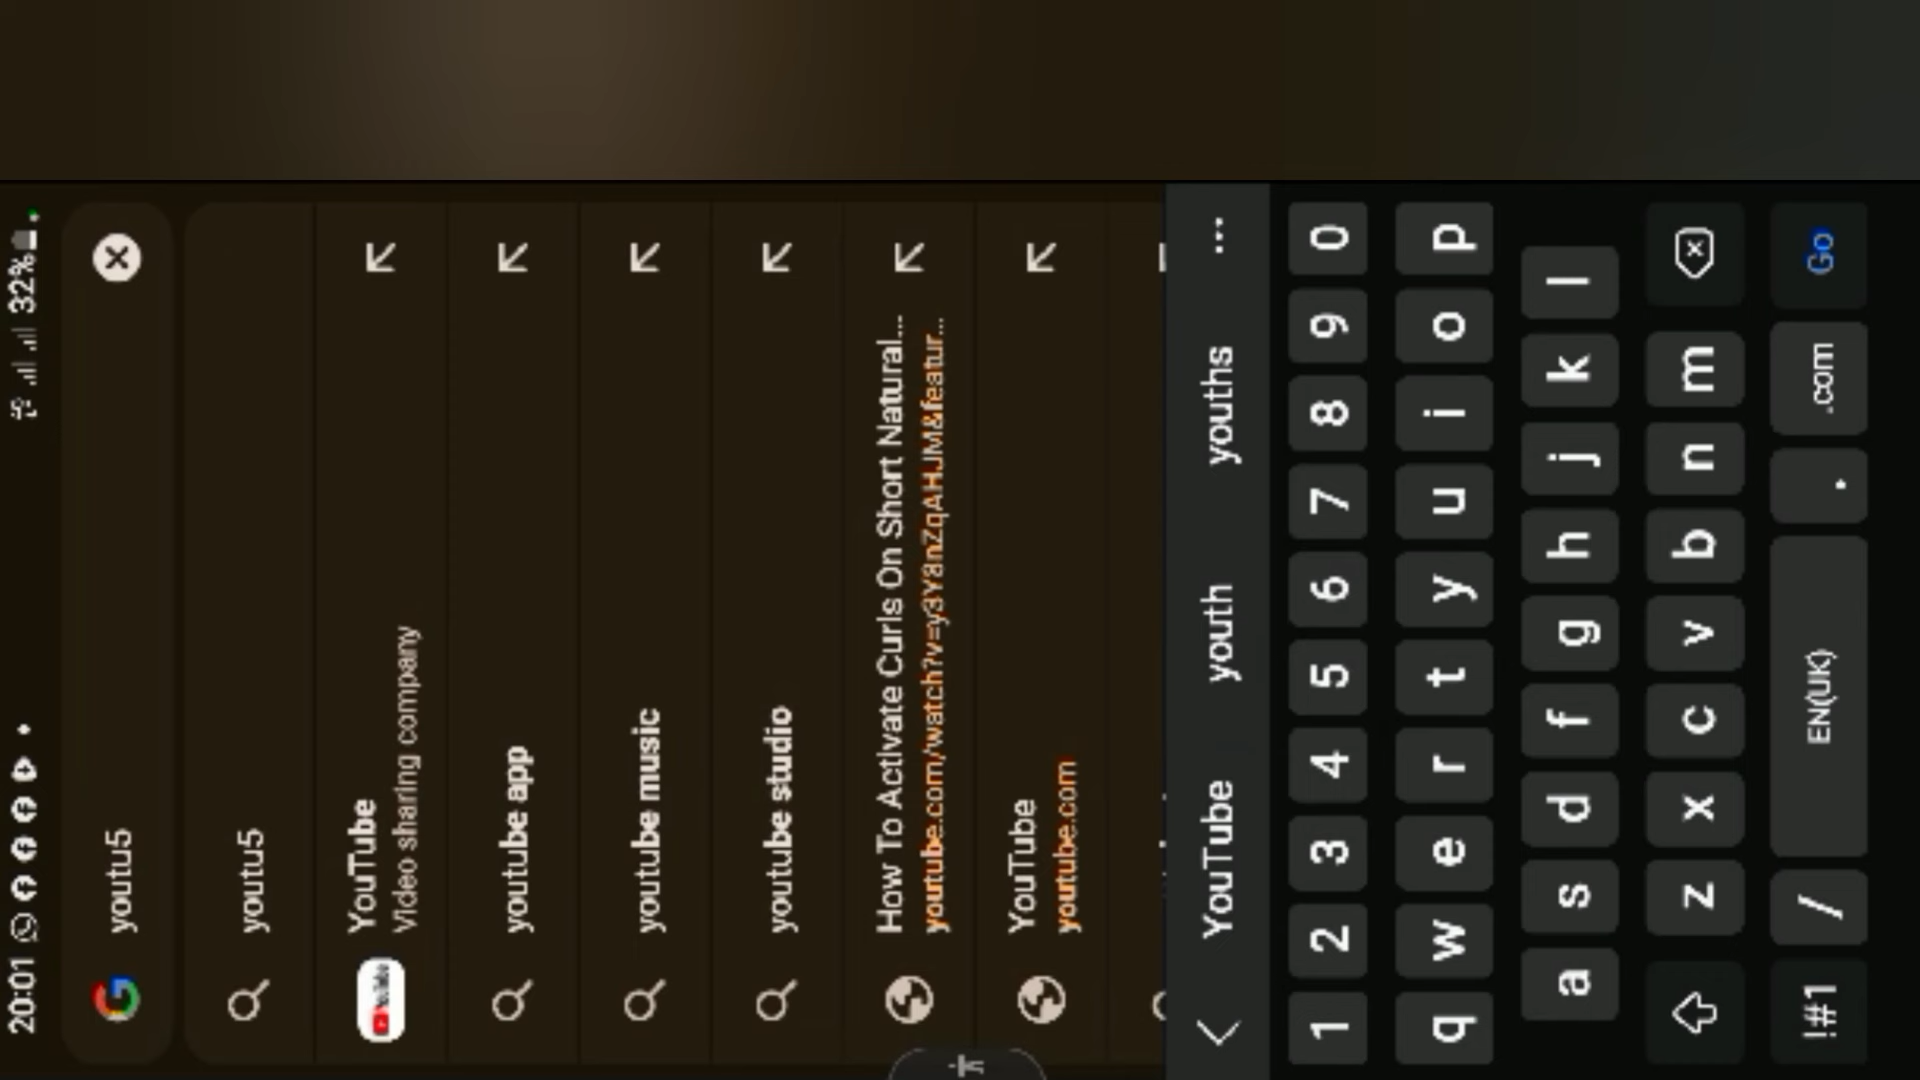 20:01 32%
youtu5
youtu5
YouTube
Video sharing company
youtube app
youtube music
youtube studio
How To Activate Curls On Short Natural...
youtube.com/watch?v=y3Y8nZqAHJM&featur...
YouTube
youtube.com
YouTube youth youths ...
1 2 3 4 5 6 7 8 9 0
q w e r t y u i o p
a s d f g h j k l
z x c v b n m
!#1 / EN(UK) . .com Go